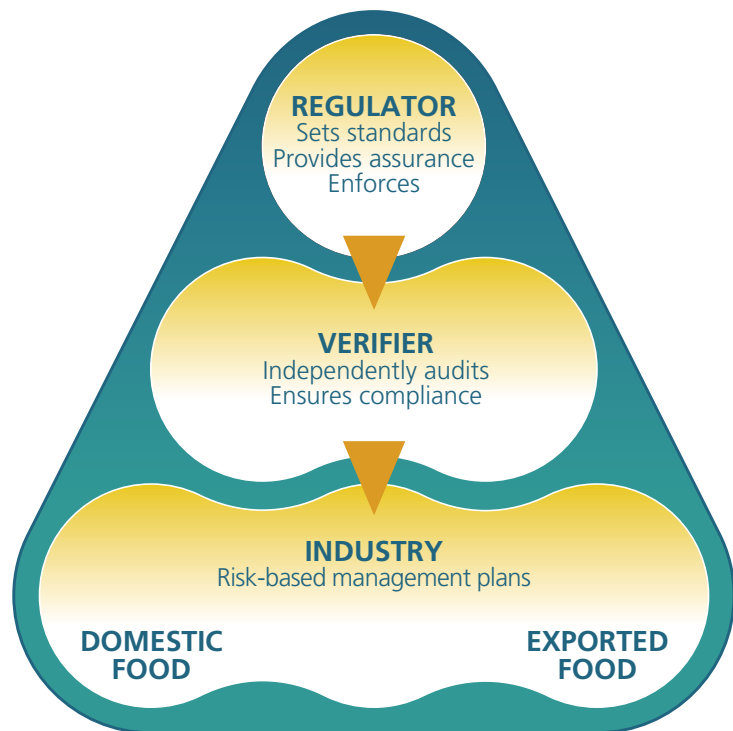 REGULATOR
Sets standards
Provides assurance
Enforces
VERIFIER
Independently audits
Ensures compliance
INDUSTRY
Risk-based management plans
DOMESTIC
FOOD
EXPORTED
FOOD